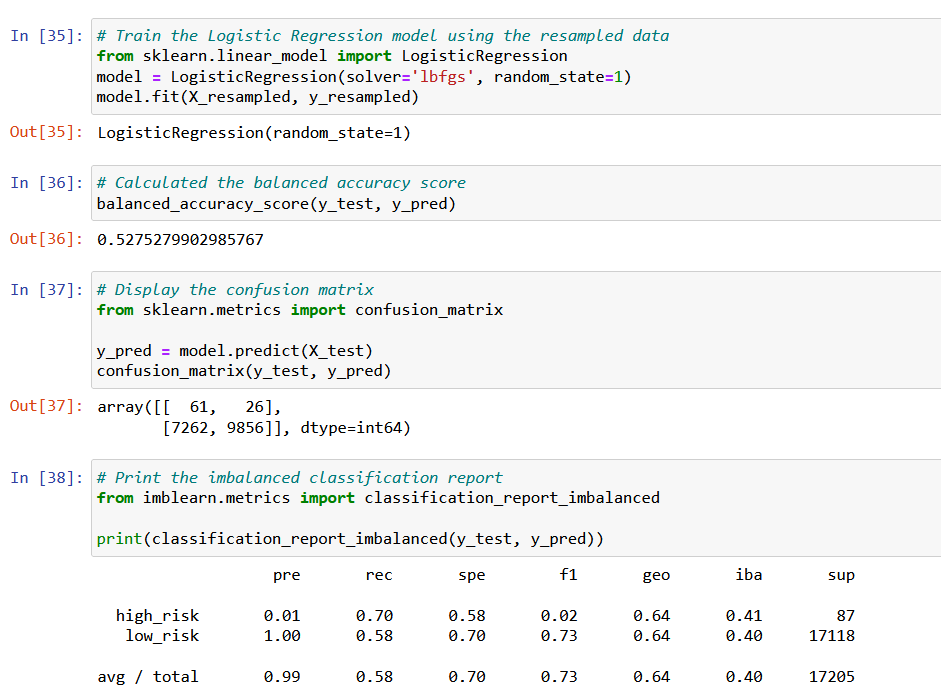 In [35]: # Train the Logistic Regression model using the resampled data
from sklearn.linear_model import LogisticRegression
model = LogisticRegression(solver='lbfgs', random_state=1)
model.fit(X_resampled, y_resampled)
Out[35]: LogisticRegression(random_state=1)
In [36]: # Calculated the balanced accuracy score
balanced_accuracy_score(y_test, y_pred)
Out[36]: 0.5275279902985767
In [37]: # Display the confusion matrix
from sklearn.metrics import confusion_matrix
y_pred = model.predict(X_test)
confusion_matrix(y_test, y_pred)
Out[37]: array([[  61,   26],
[7262, 9856]], dtype=int64)
In [38]: # Print the imbalanced classification report
from imblearn.metrics import classification_report_imbalanced
print(classification_report_imbalanced(y_test, y_pred))
pre rec spe f1 geo iba sup
high_risk 0.01 0.70 0.58 0.02 0.64 0.41 87
low_risk 1.00 0.58 0.70 0.73 0.64 0.40 17118
avg / total 0.99 0.58 0.70 0.73 0.64 0.40 17205